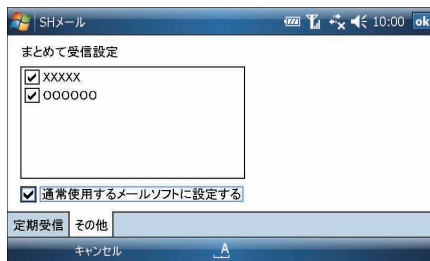 SHメール 10:00 ok
まとめて受信設定
XXXXX
OOOOOO
通常使用するメールソフトに設定する
定期受信 その他
キャンセル A